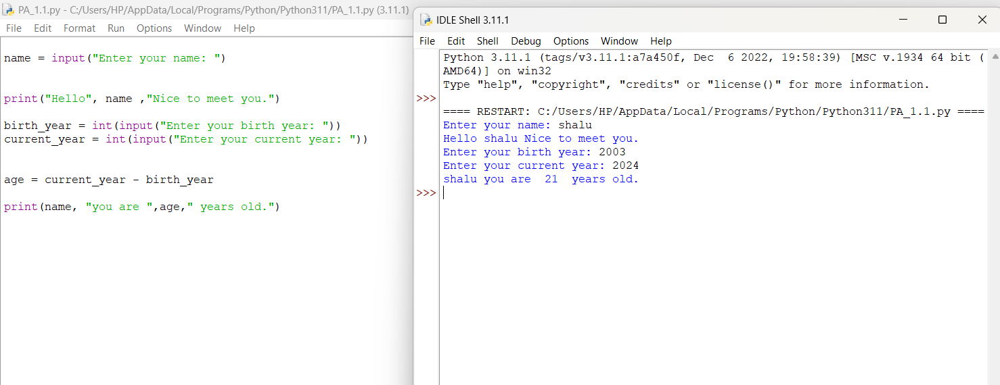 PA_1.1.py - C:/Users/HP/AppData/Local/Programs/Python/Python311/PA_1.1.py (3.11.1)
File Edit Format Run Options Window Help
name = input("Enter your name: ")
print("Hello", name ,"Nice to meet you.")
birth_year = int(input("Enter your birth year: "))
current_year = int(input("Enter your current year: "))
age = current_year - birth_year
print(name, "you are ",age," years old.")
IDLE Shell 3.11.1
File Edit Shell Debug Options Window Help
Python 3.11.1 (tags/v3.11.1:a7a450f, Dec  6 2022, 19:58:39) [MSC v.1934 64 bit (
AMD64)] on win32
Type "help", "copyright", "credits" or "license()" for more information.
>>>
==== RESTART: C:/Users/HP/AppData/Local/Programs/Python/Python311/PA_1.1.py ====
Enter your name: shalu
Hello shalu Nice to meet you.
Enter your birth year: 2003
Enter your current year: 2024
shalu you are  21  years old.
>>>